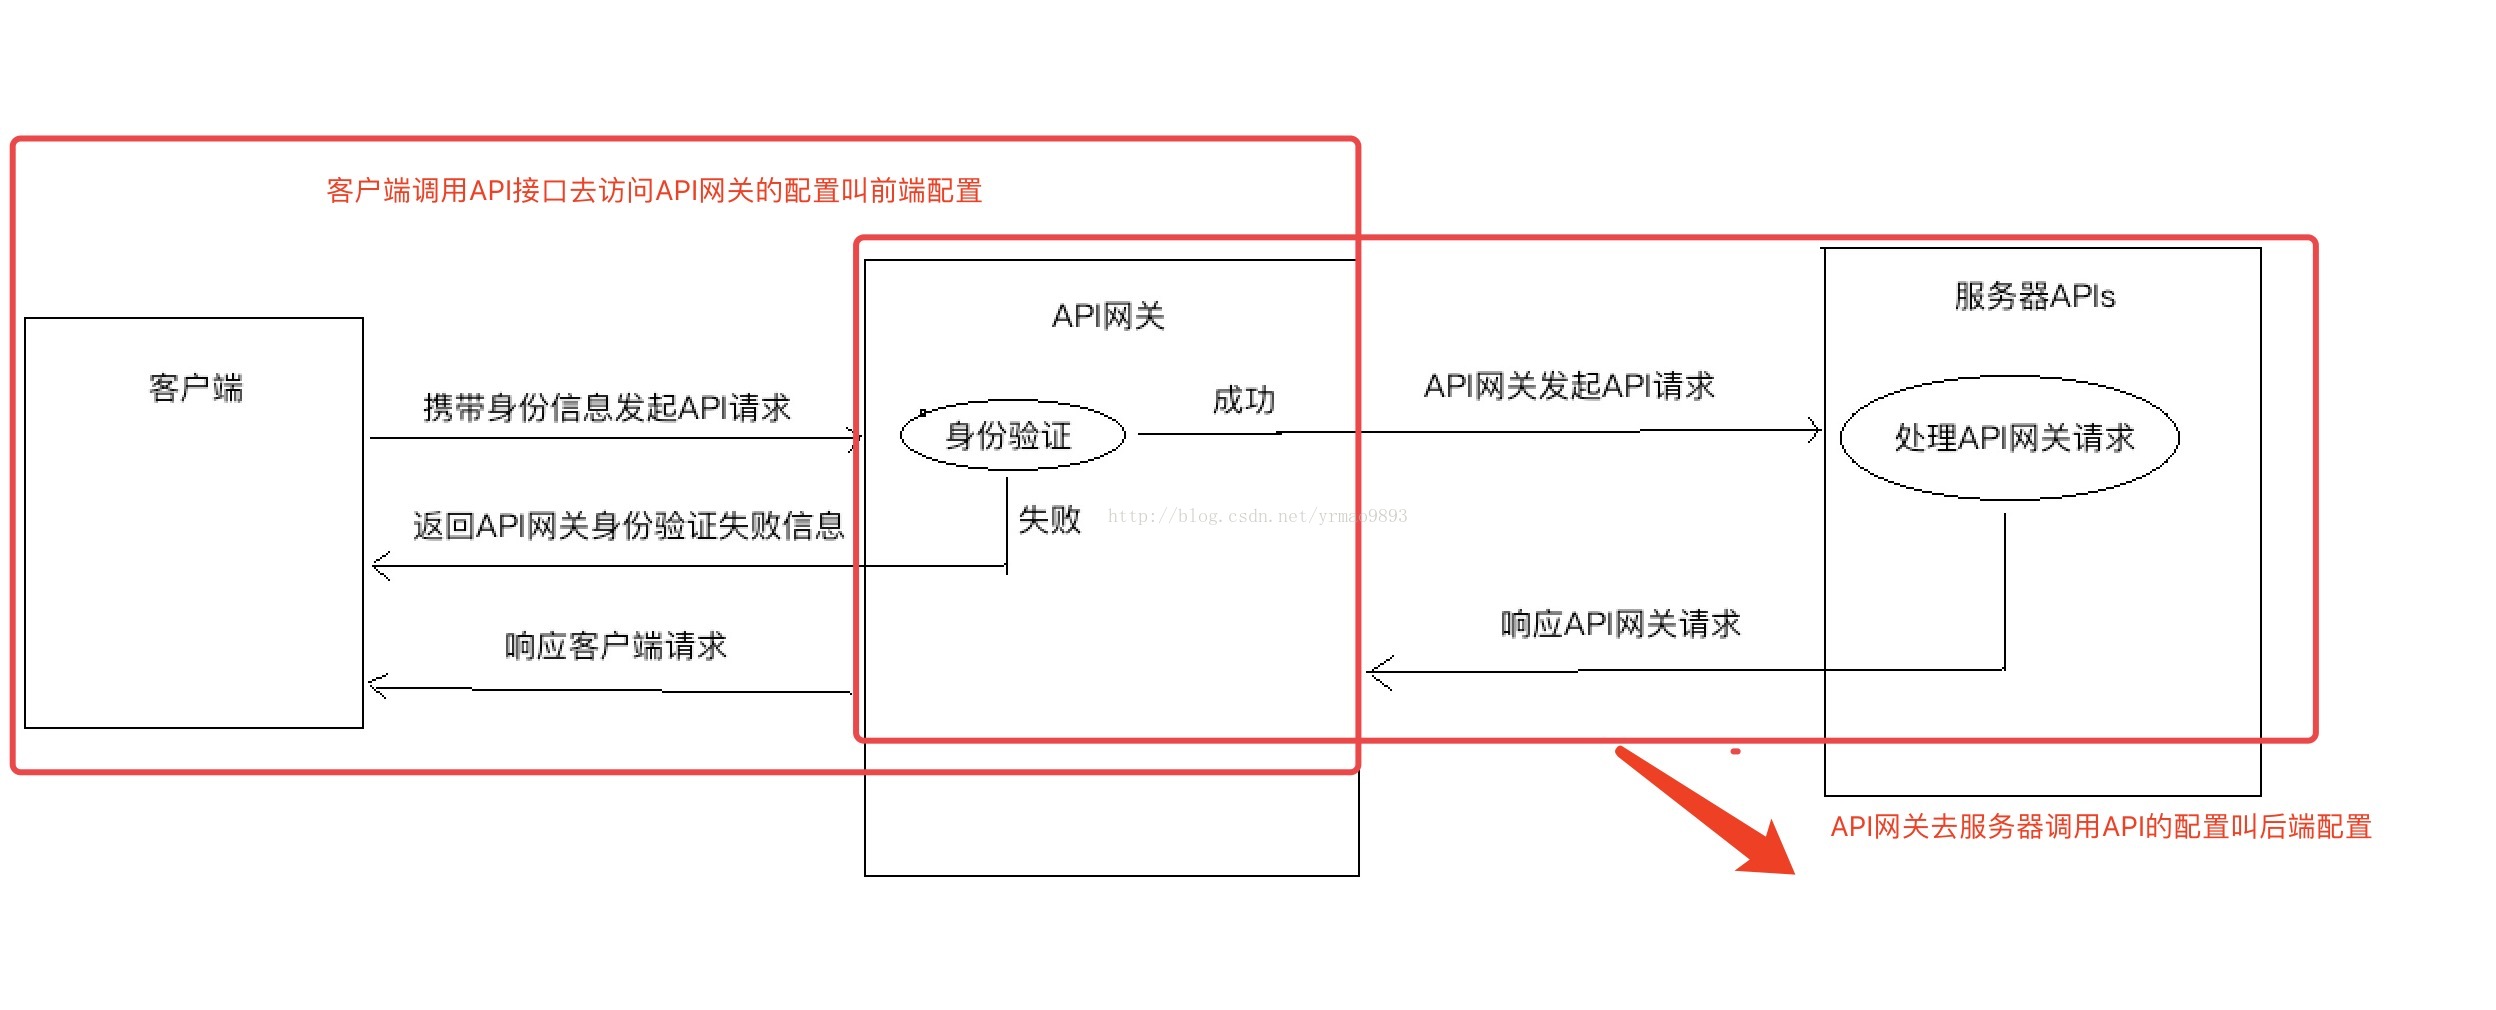 客户端调用API接口去访问API网关的配置叫前端配置
客户端
携带身份信息发起API请求
返回API网关身份验证失败信息
响应客户端请求
API网关
身份验证
成功
失败
http://blog.csdn.net/yrmao9893
API网关发起API请求
响应API网关请求
服务器APIs
处理API网关请求
API网关去服务器调用API的配置叫后端配置